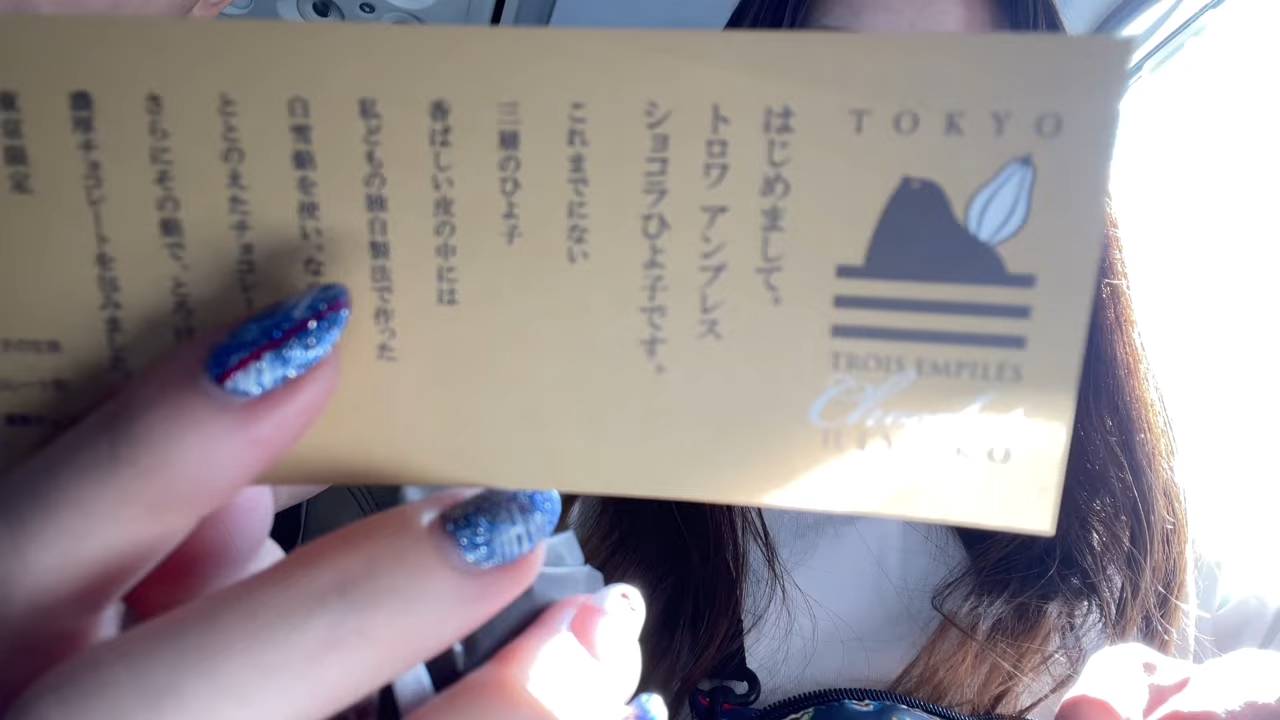 TOKYO
TROIS EMPILÉS
はじめまして、
トロワ アンプレス
ショコラひよ子です。
これまでにない
三層のひよ子
香ばしい皮の中には
私どもの独自製法で作った
白雪餡を使い、な
ととのえたチョコレー
さらにその餡で、とろけ
濃厚チョコレートを包みました
東京限定